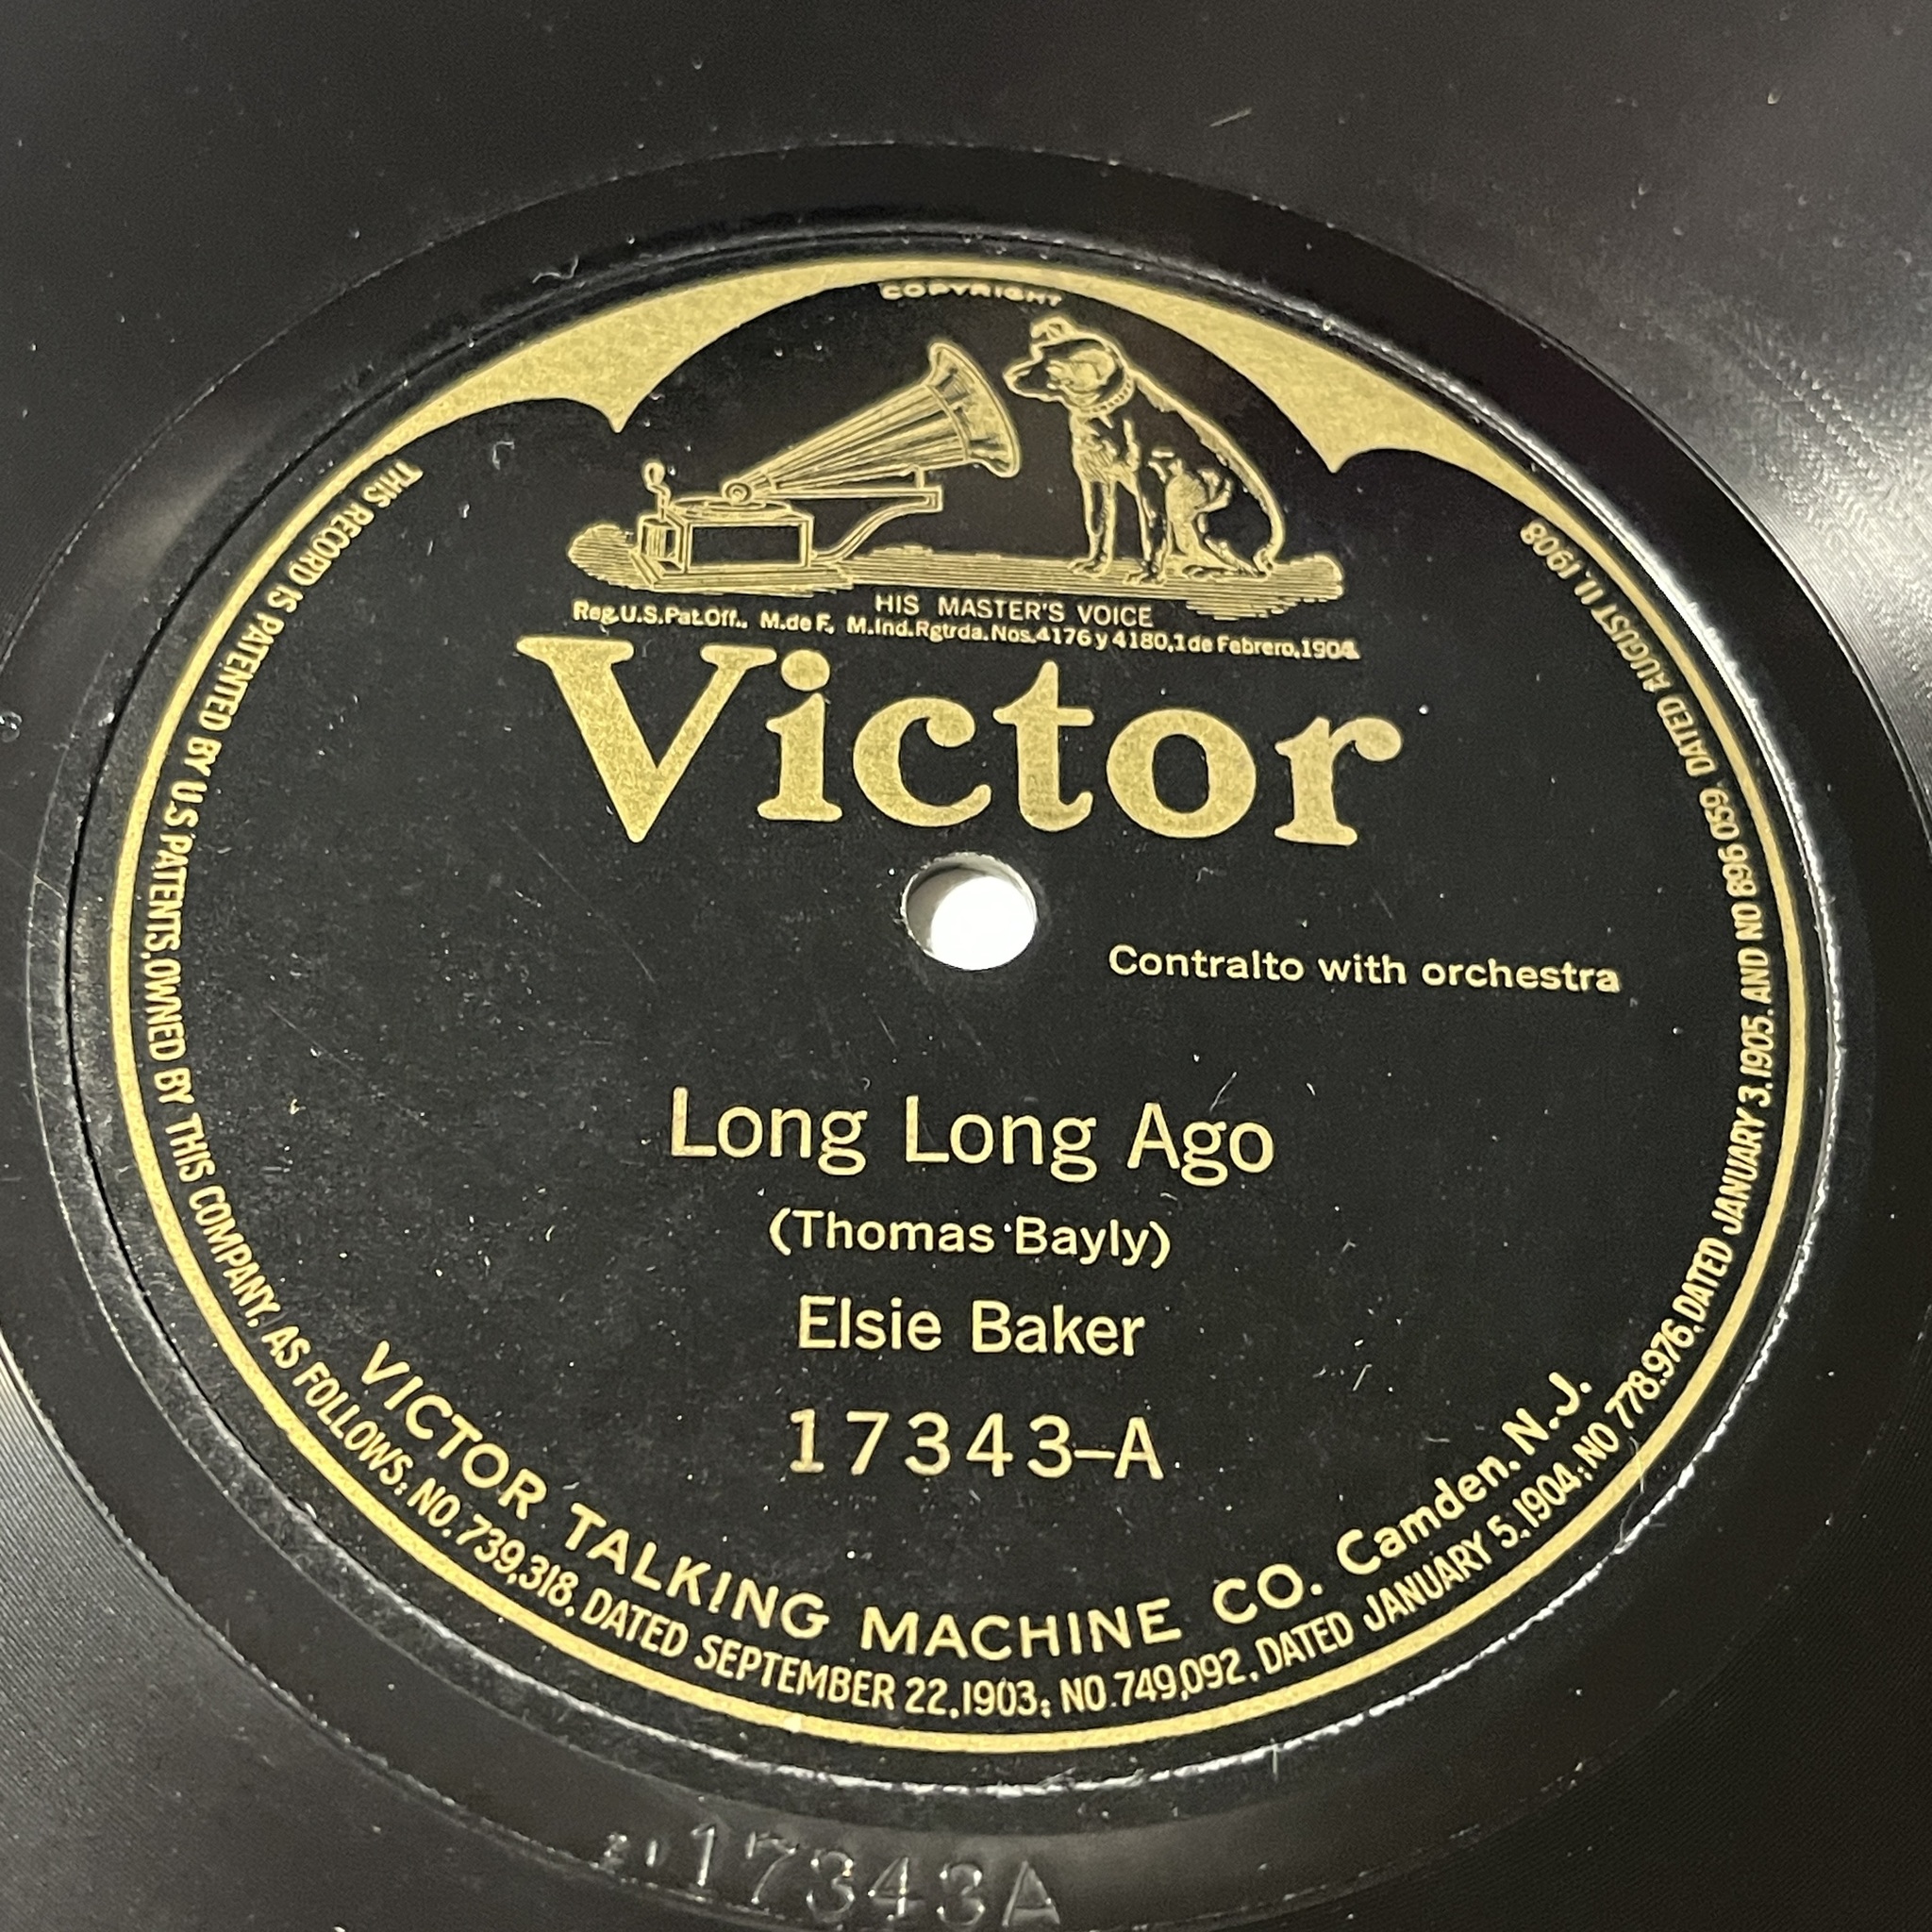 COPYRIGHT
HIS MASTER'S VOICE
Reg.U.S.Pat.Off., M.de F., M.Ind.Rgtrda.Nos.4176 y 4180,1 de Febrero,1904.
Victor
Contralto with orchestra
Long Long Ago
(Thomas Bayly)
Elsie Baker
17343-A
VICTOR TALKING MACHINE CO. Camden. N.J.
THIS RECORD IS PATENTED BY U.S.PATENTS, OWNED BY THIS COMPANY, AS FOLLOWS: NO. 739,318, DATED SEPTEMBER 22,1903; NO.749,092, DATED JANUARY 5,1904; NO 778.976, DATED JANUARY 3,1905. AND NO 896 059, DATED AUGUST 11, 1908
17343A